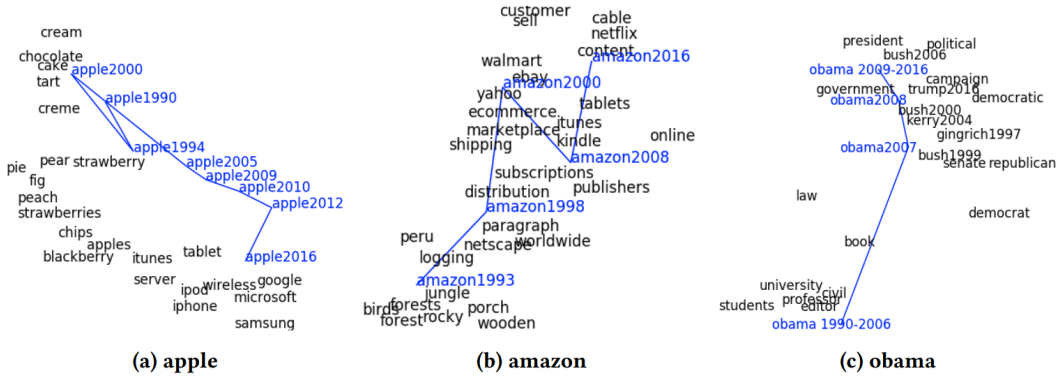 cream
chocolate
cake
apple2000
tart
apple1990
creme
apple1994
pear
strawberry
apple2005
pie
apple2009
fig
apple2010
peach
apple2012
strawberries
chips
apples
tablet
blackberry
itunes
apple2016
server
google
ipod
wireless
microsoft
iphone
samsung
(a) apple
customer
sell
cable
netflix
content
walmart
amazon2016
ebay
amazon2000
yahoo
tablets
ecommerce
itunes
marketplace
online
kindle
shipping
amazon2008
subscriptions
publishers
distribution
amazon1998
paragraph
peru
netscape
worldwide
logging
amazon1993
jungle
birds
forests
porch
forest
rocky
wooden
(b) amazon
president
political
bush2006
obama 2009-2016
campaign
government
trump2016
obama2008
democratic
bush2000
kerry2004
gingrich1997
obama2007
bush1999
senate
republican
law
democrat
book
university
civil
professor
students
editor
obama 1990-2006
(c) obama